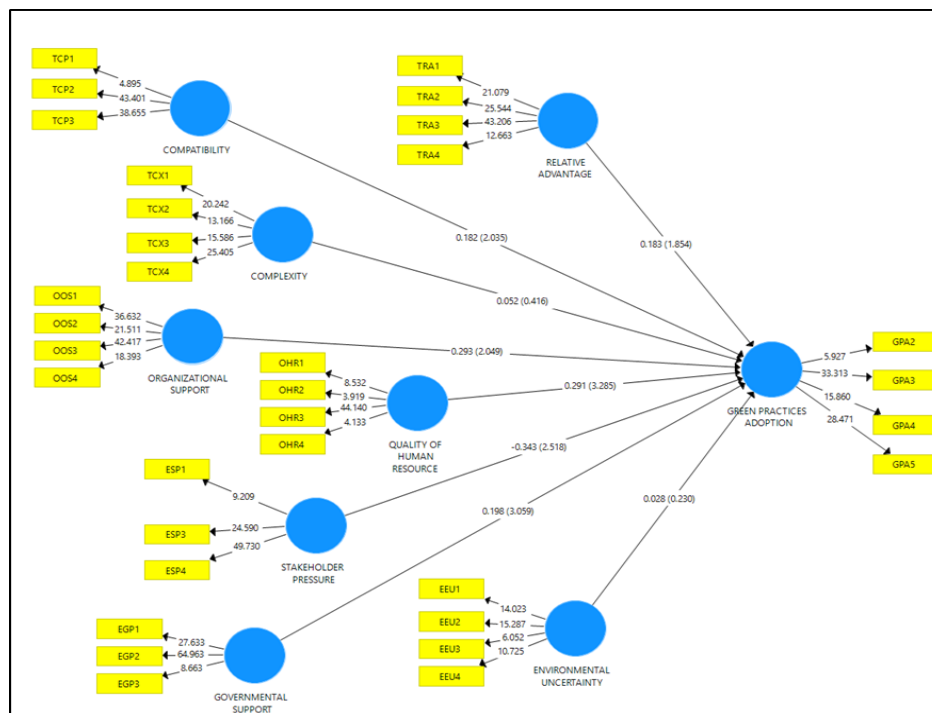 TCP1
4.895
TCP2
43.401
TCP3
38.655
COMPATIBILITY
TRA1
21.079
TRA2
25.544
TRA3
43.206
TRA4
12.663
RELATIVE
ADVANTAGE
TCX1
20.242
TCX2
13.166
TCX3
15.586
TCX4
25.405
COMPLEXITY
0.182 (2.035)
0.183 (1.854)
0.052 (0.416)
OOS1
36.632
OOS2
21.511
OOS3
42.417
OOS4
18.393
ORGANIZATIONAL
SUPPORT
0.293 (2.049)
OHR1
8.532
OHR2
3.919
OHR3
44.140
OHR4
4.133
QUALITY OF
HUMAN
RESOURCE
0.291 (3.285)
GREEN PRACTICES
ADOPTION
5.927
GPA2
33.313
GPA3
15.860
GPA4
28.471
GPA5
ESP1
9.209
ESP3
24.590
ESP4
49.730
STAKEHOLDER
PRESSURE
-0.343 (2.518)
0.198 (3.059)
0.028 (0.230)
EGP1
27.633
EGP2
64.963
EGP3
8.663
GOVERNMENTAL
SUPPORT
EEU1
14.023
EEU2
15.287
EEU3
6.052
EEU4
10.725
ENVIRONMENTAL
UNCERTAINTY